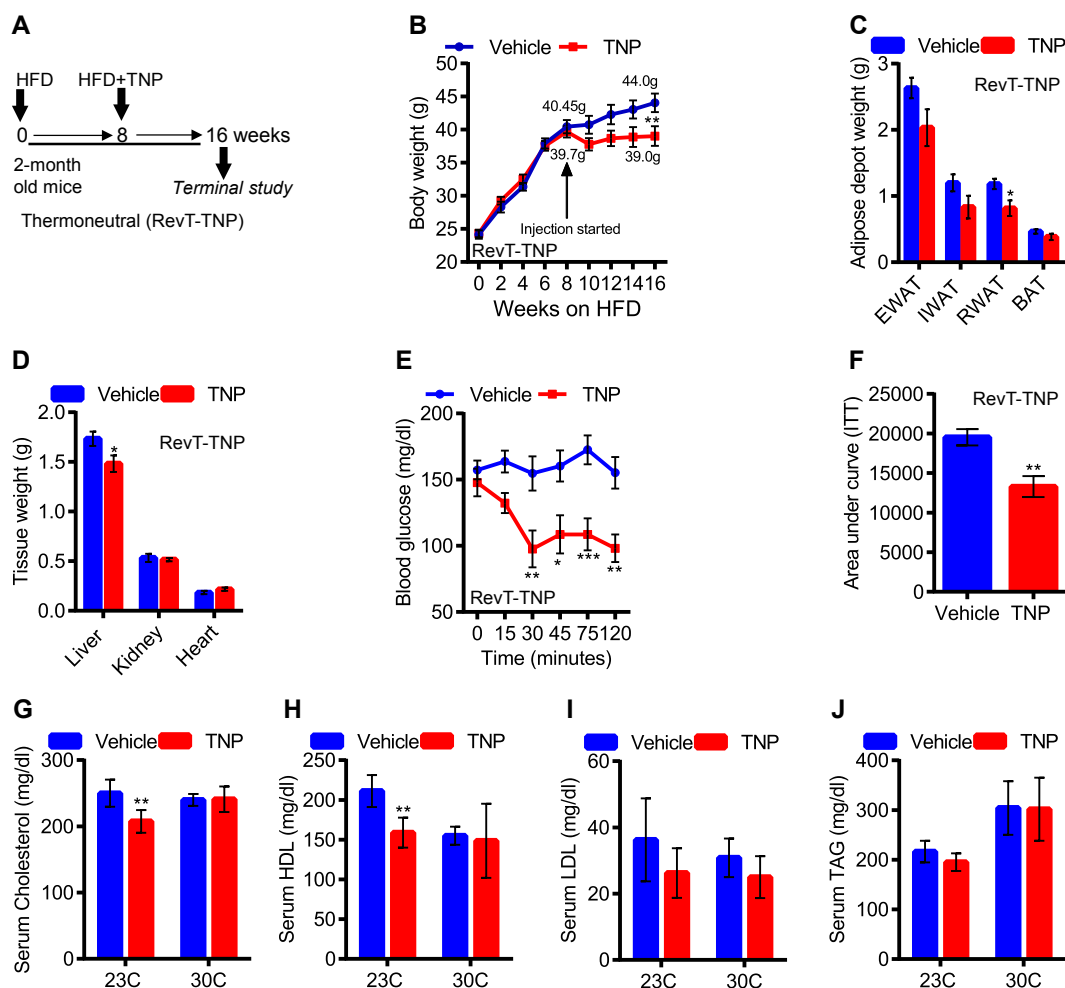 A
HFD
HFD+TNP
0
8
16 weeks
2-month
old mice
Terminal study
Thermoneutral (RevT-TNP)
B
Vehicle
TNP
Body weight (g)
45
40
35
30
25
20
40.45g
44.0g
**
39.7g
39.0g
Injection started
RevT-TNP
0 2 4 6 8 10 12 14 16
Weeks on HFD
C
Vehicle
TNP
RevT-TNP
Adipose depot weight (g)
3
2
1
0
*
EWAT
IWAT
RWAT
BAT
D
Vehicle
TNP
RevT-TNP
Tissue weight (g)
2.0
1.5
1.0
0.5
0.0
*
Liver
Kidney
Heart
E
Vehicle
TNP
Blood glucose (mg/dl)
200
150
100
50
**
*
***
**
RevT-TNP
0 15 30 45 75 120
Time (minutes)
F
RevT-TNP
Area under curve (ITT)
25000
20000
15000
10000
5000
0
**
Vehicle TNP
G
Vehicle
TNP
Serum Cholesterol (mg/dl)
300
200
100
0
**
23C
30C
H
Vehicle
TNP
Serum HDL (mg/dl)
250
200
150
100
50
0
**
23C
30C
I
Vehicle
TNP
Serum LDL (mg/dl)
60
40
20
0
23C
30C
J
Vehicle
TNP
Serum TAG (mg/dl)
400
300
200
100
0
23C
30C